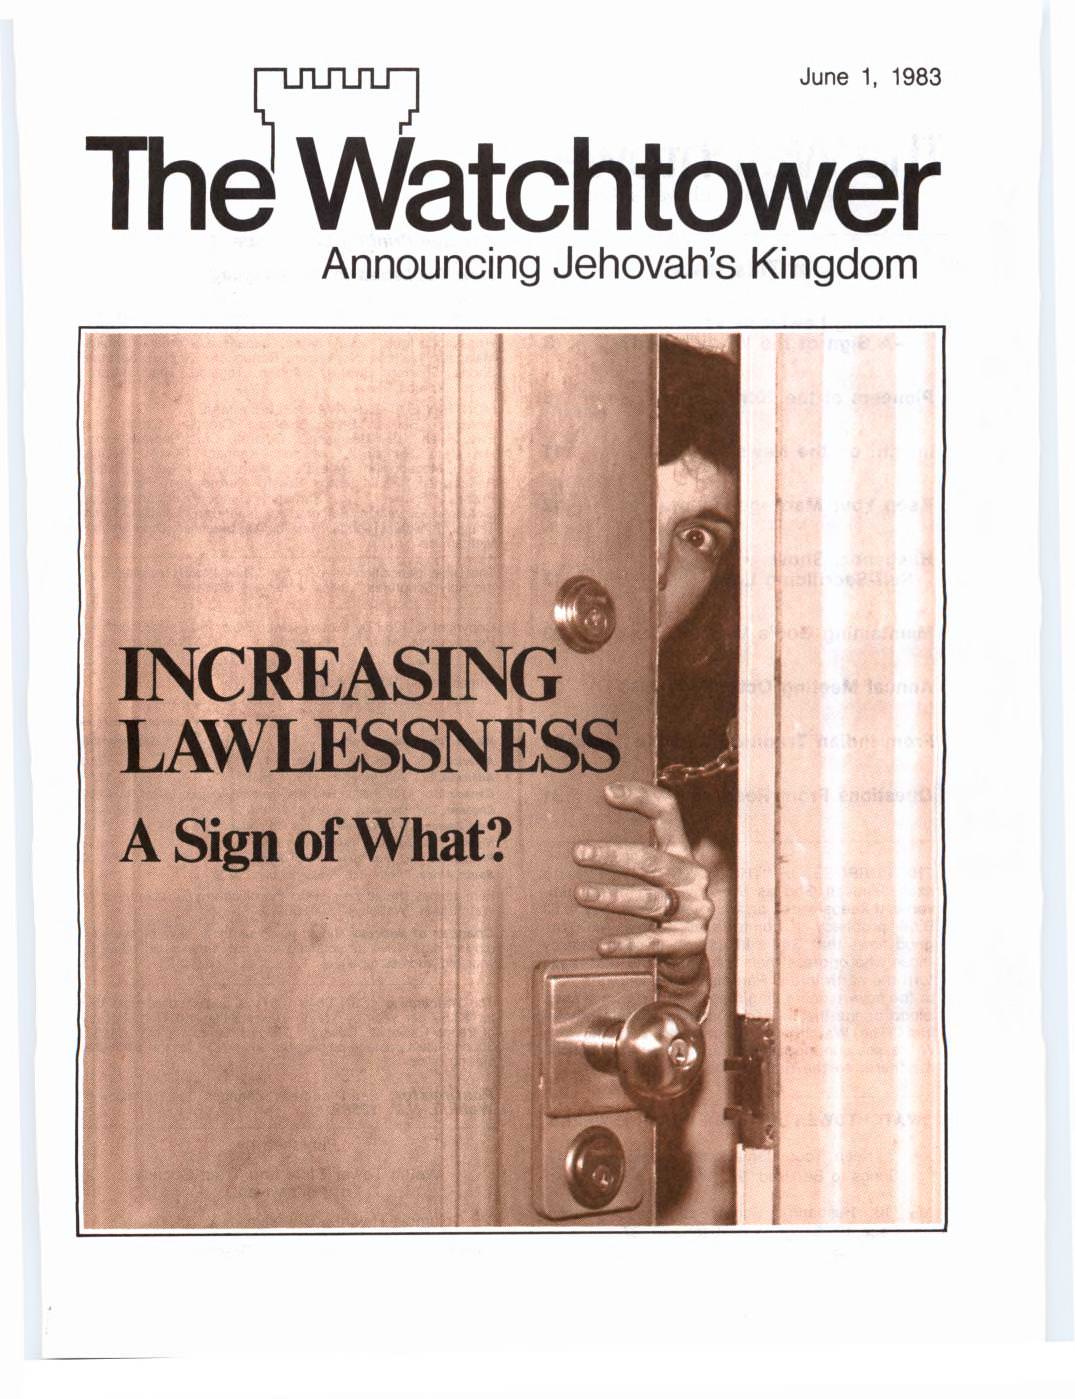 June 1, 1983
The Watchtower
Announcing Jehovah's Kingdom
INCREASING
LAWLESSNESS
A Sign of What?